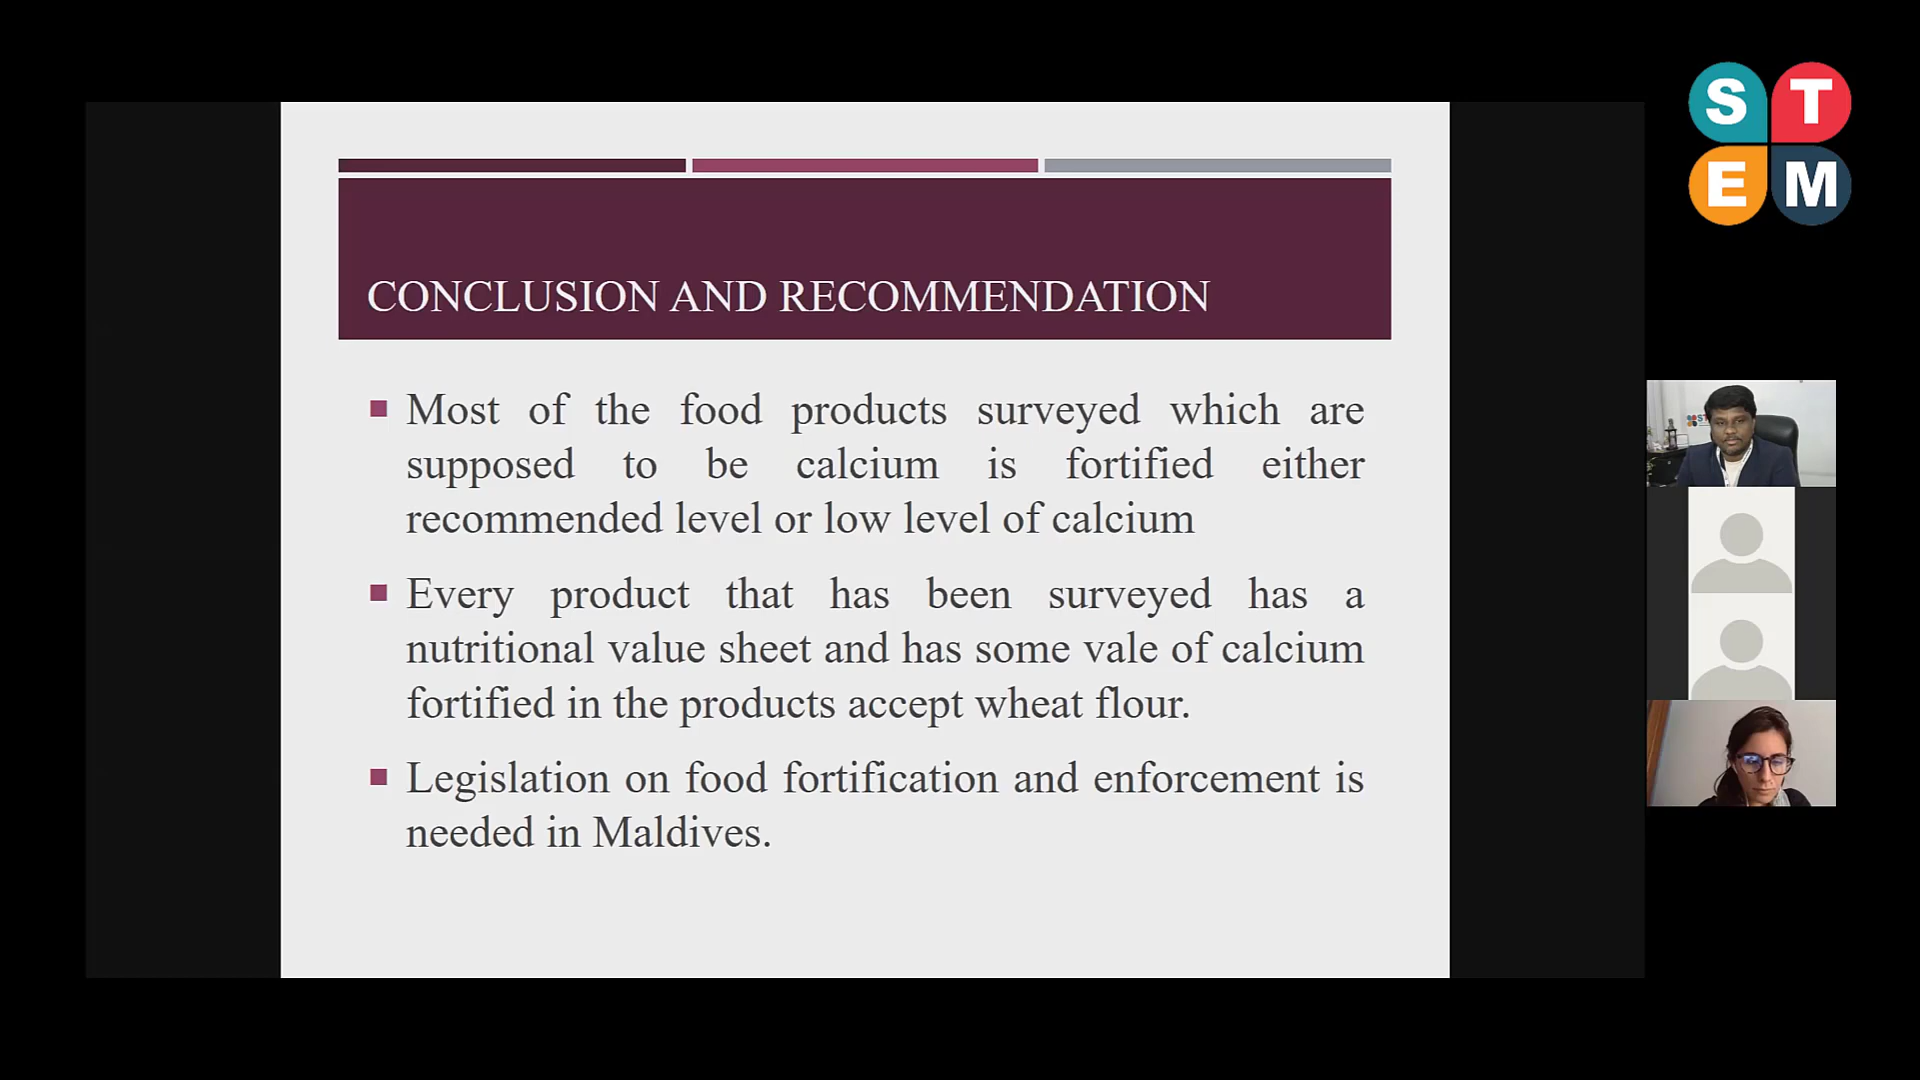 S T
E M
CONCLUSION AND RECOMMENDATION
Most of the food products surveyed which are
supposed to be calcium is fortified either
recommended level or low level of calcium
Every product that has been surveyed has a
nutritional value sheet and has some vale of calcium
fortified in the products accept wheat flour.
Legislation on food fortification and enforcement is
needed in Maldives.